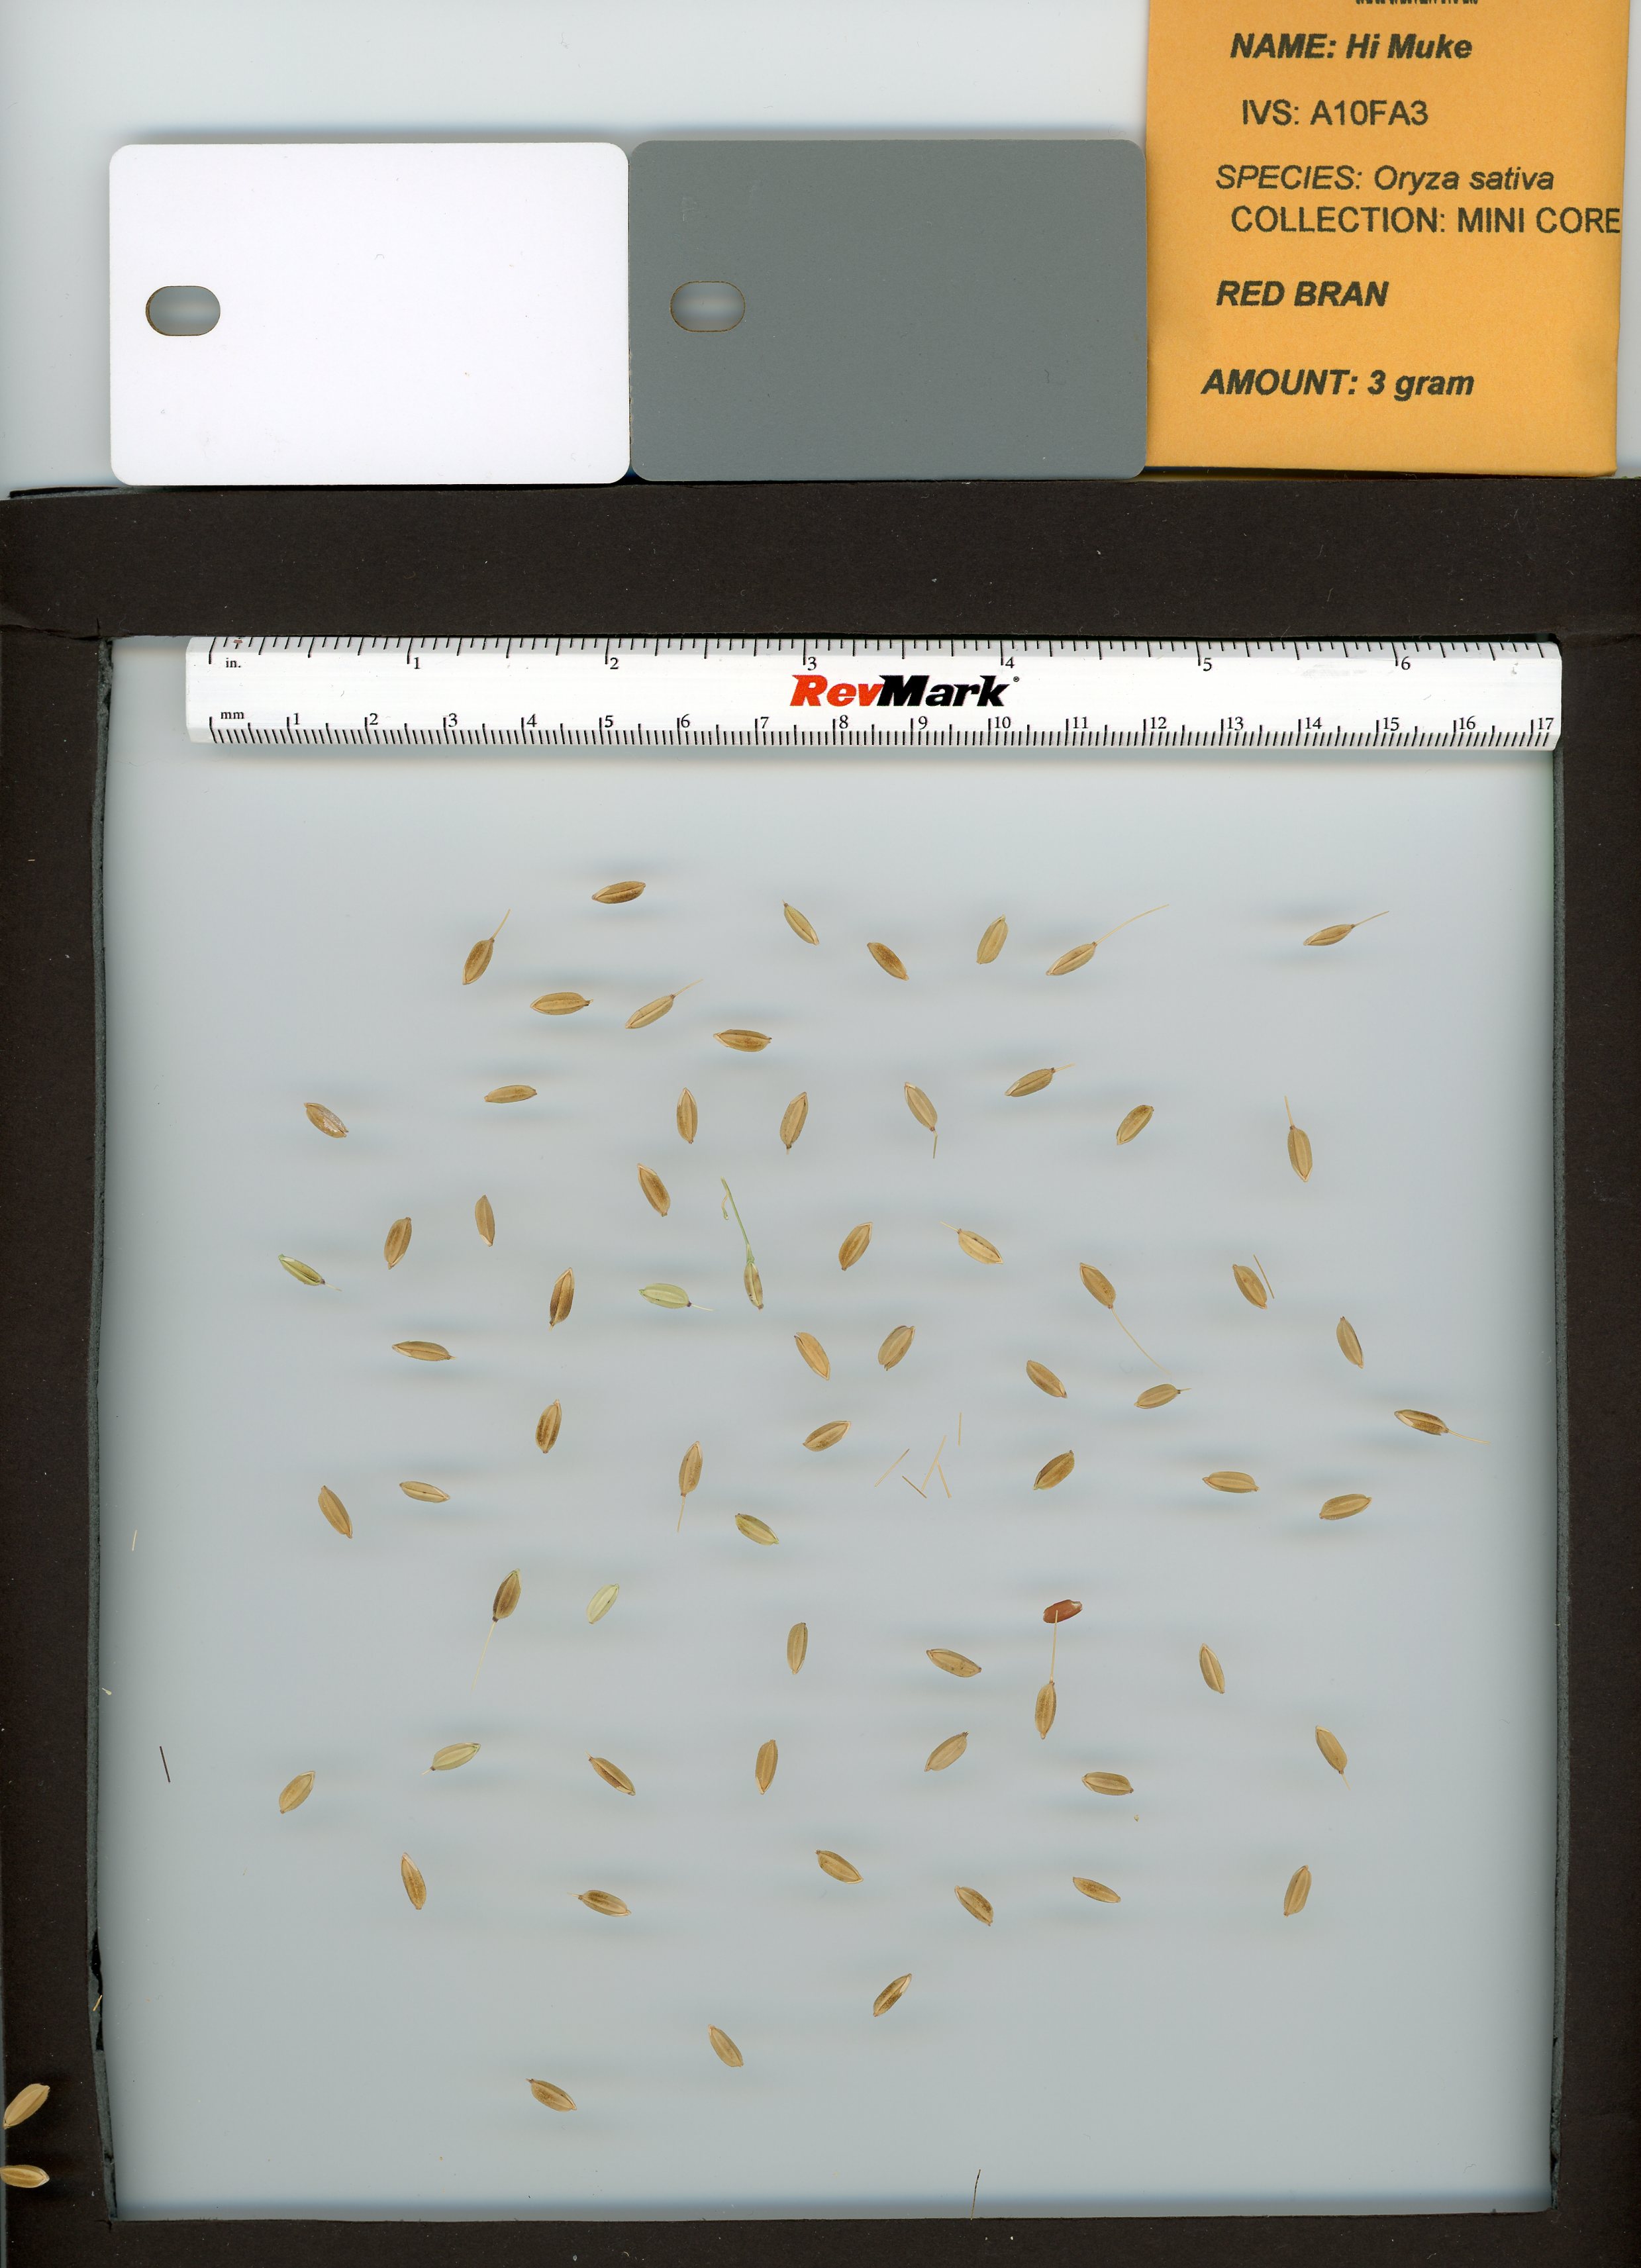 NAME: Hi Muke
IVS: A10FA3
SPECIES: Oryza sativa
COLLECTION: MINI CORE
RED BRAN
AMOUNT: 3 gram
in. 1 2 3 4 5 6
RevMark®
mm 1 2 3 4 5 6 7 8 9 10 11 12 13 14 15 16 17